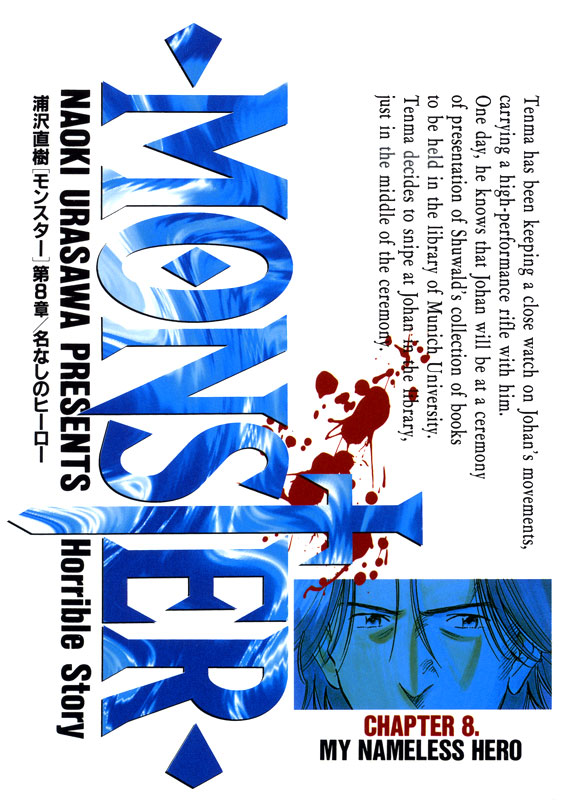 Tenma has been keeping a close watch on Johan's movements,
carrying a high-performance rifle with him.
One day, he knows that Johan will be at a ceremony
of presentation of Shuwald's collection of books
to be held in the library of Munich University.
Tenma decides to snipe at Johan in the library,
just in the middle of the ceremony.
MONSTER
NAOKI URASAWA PRESENTS Horrible Story
浦沢直樹[モンスター]第8章/名なしのヒーロー
CHAPTER 8.
MY NAMELESS HERO